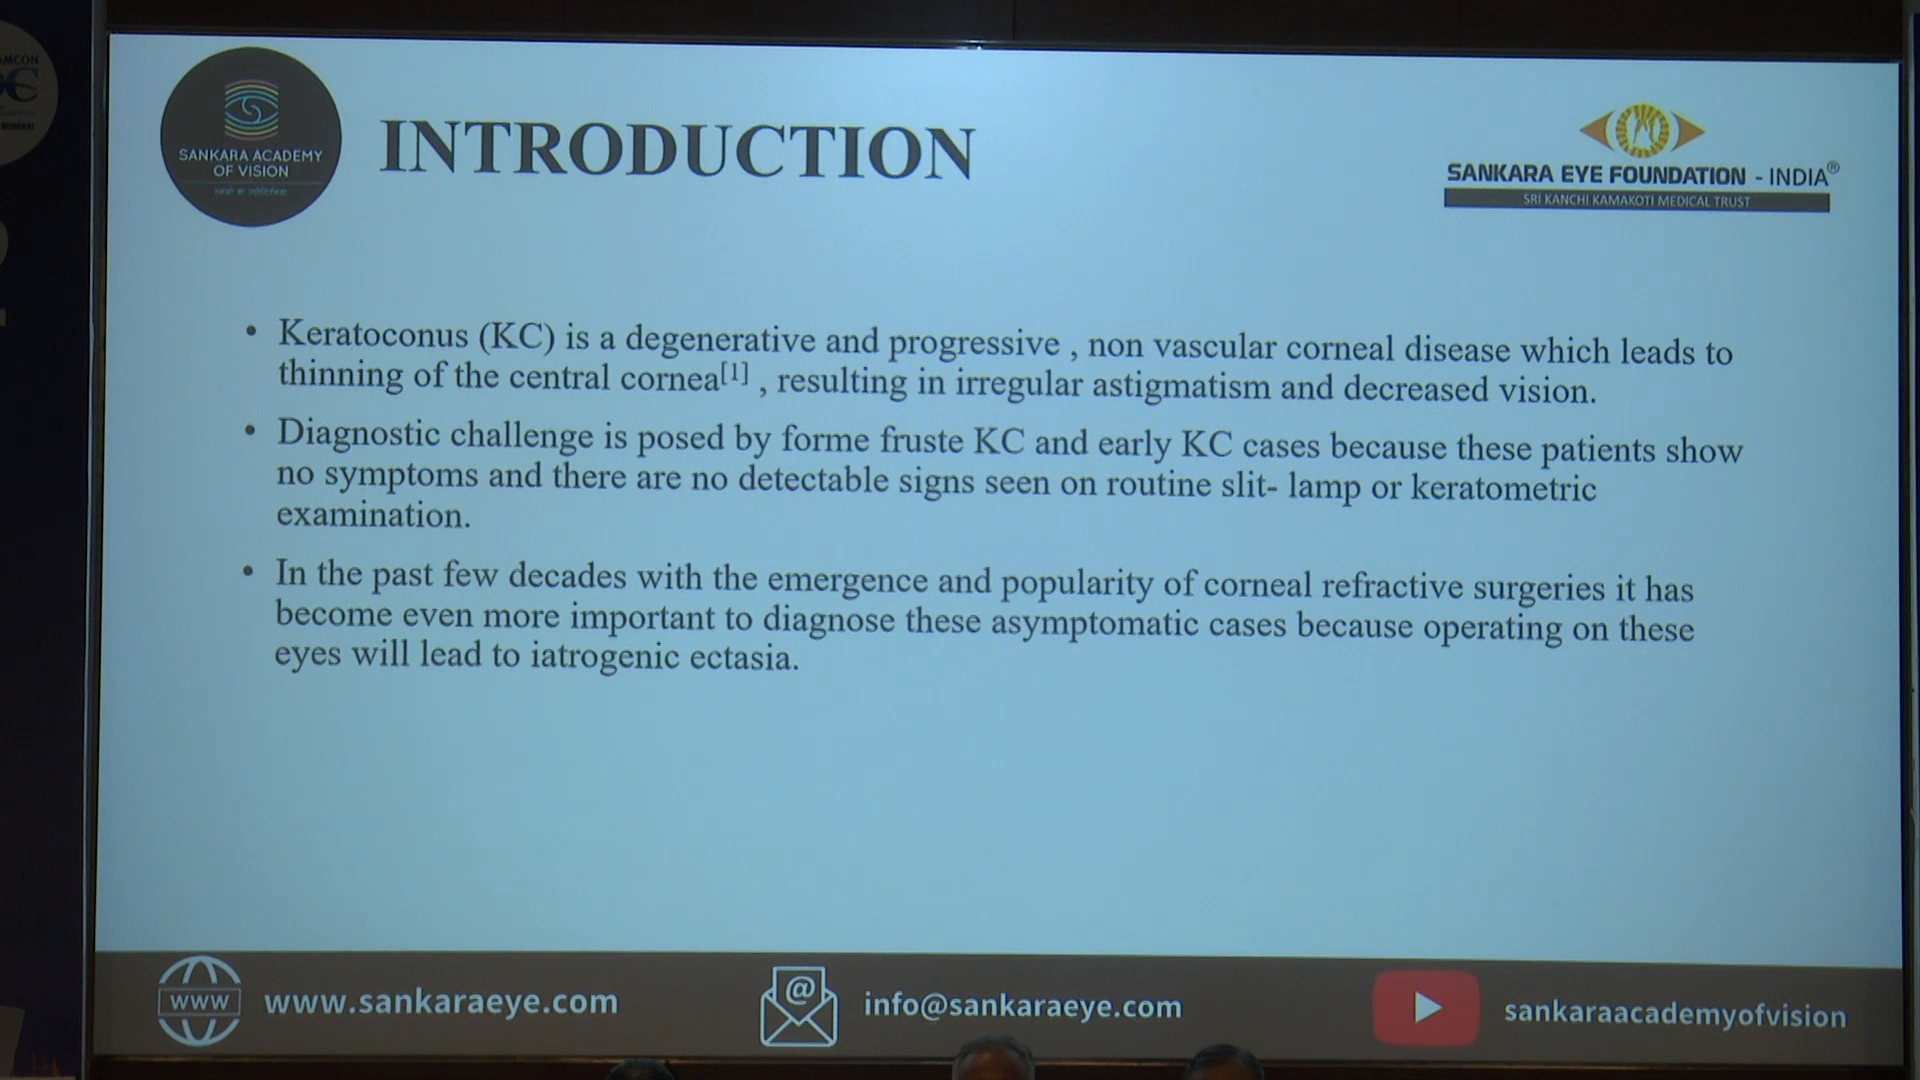 AMCON
MUMBAI
SANKARA ACADEMY
OF VISION
INTRODUCTION
SANKARA EYE FOUNDATION - INDIA®
SRI KANCHI KAMAKOTI MEDICAL TRUST
• Keratoconus (KC) is a degenerative and progressive , non vascular corneal disease which leads to
thinning of the central cornea[1] , resulting in irregular astigmatism and decreased vision.
• Diagnostic challenge is posed by forme fruste KC and early KC cases because these patients show
no symptoms and there are no detectable signs seen on routine slit- lamp or keratometric
examination.
• In the past few decades with the emergence and popularity of corneal refractive surgeries it has
become even more important to diagnose these asymptomatic cases because operating on these
eyes will lead to iatrogenic ectasia.
www
www.sankaraeye.com
@
info@sankaraeye.com
sankaraacademyofvision